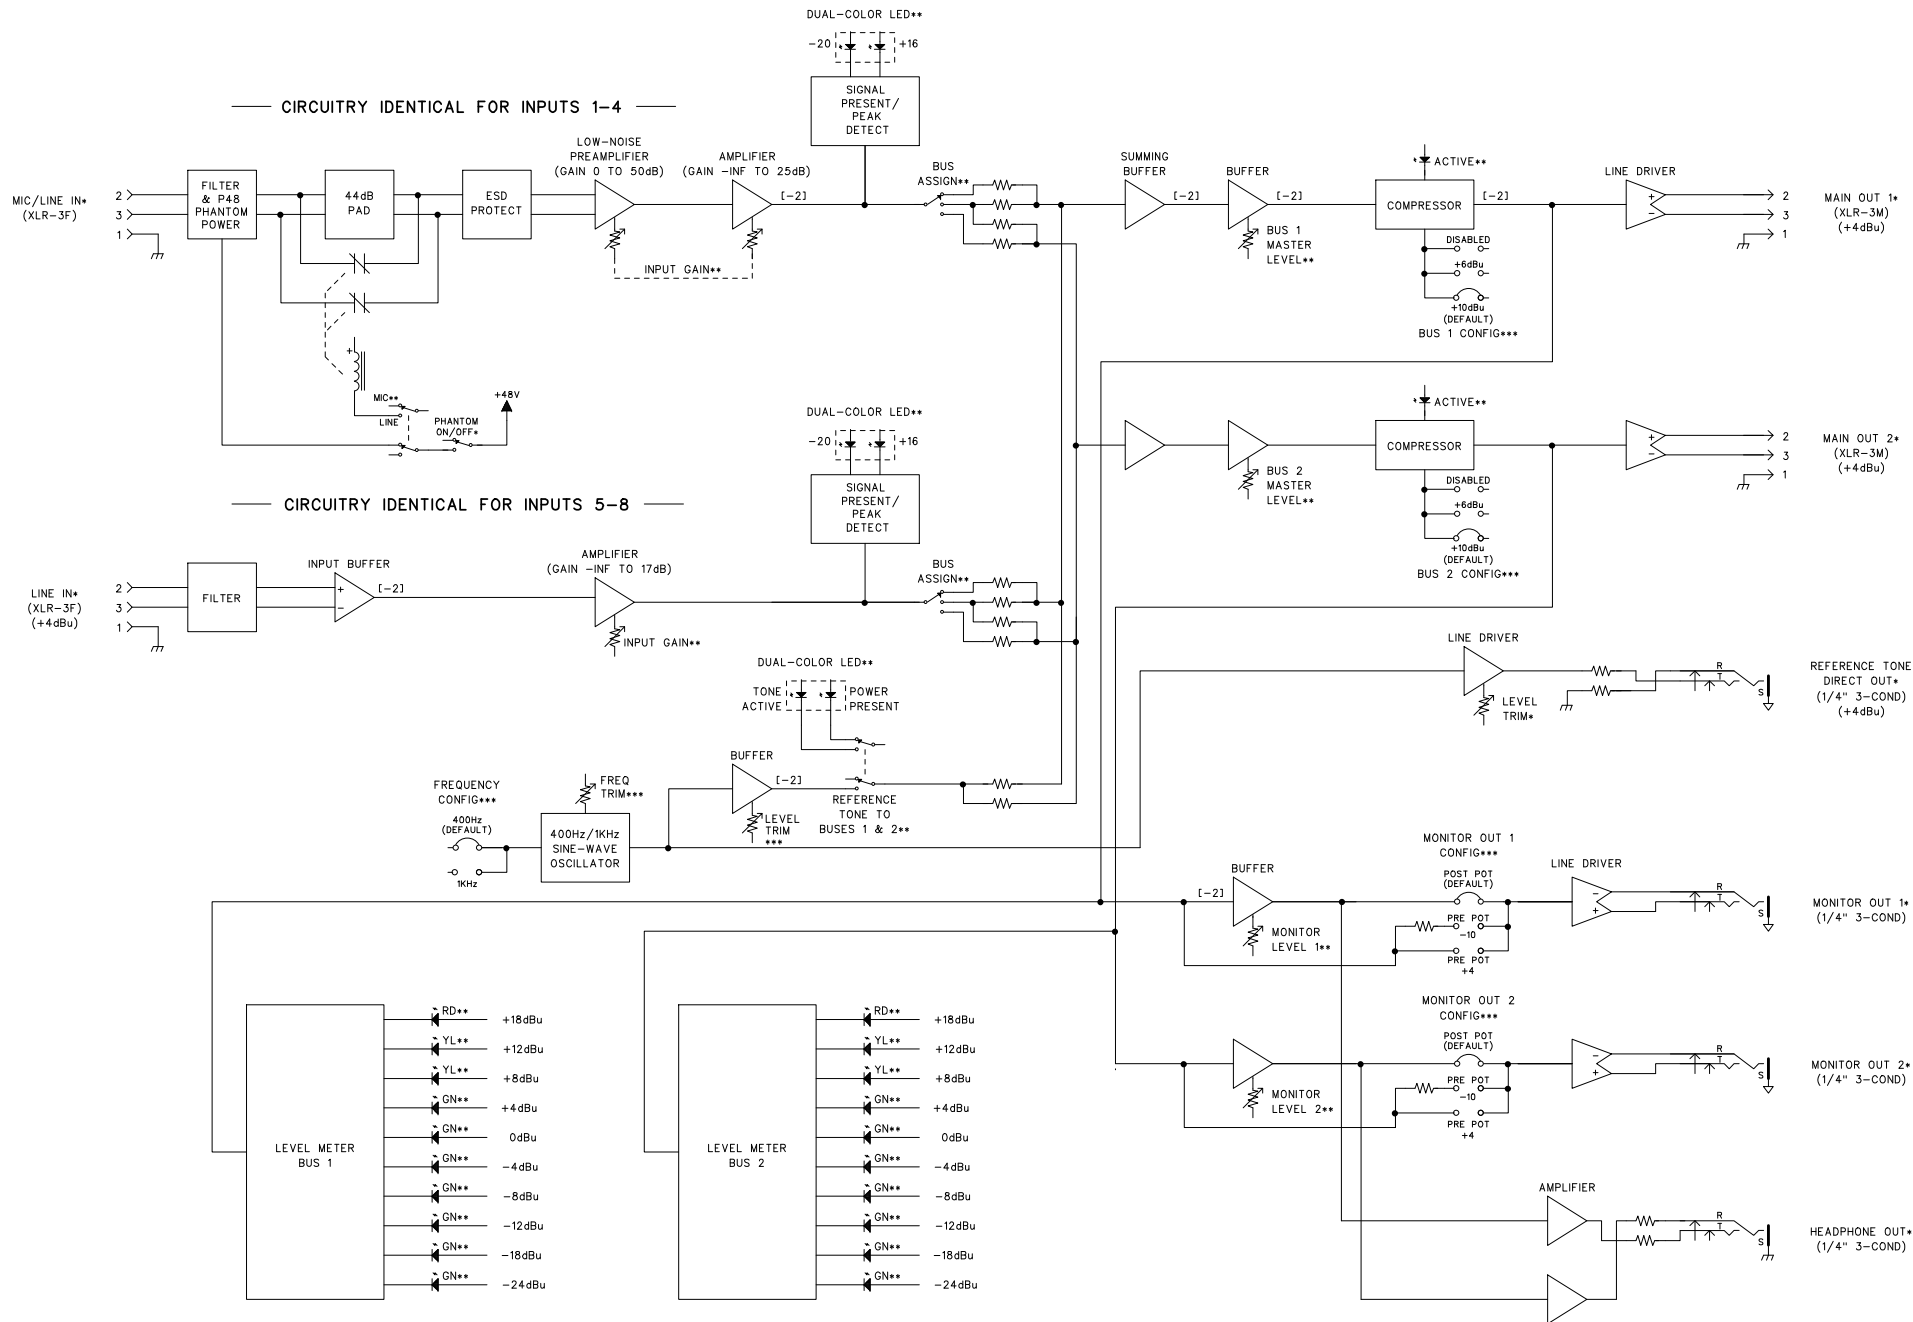 DUAL-COLOR LED**
-20
+16
SIGNAL
PRESENT/
PEAK
DETECT
CIRCUITRY IDENTICAL FOR INPUTS 1-4
MIC/LINE IN*
(XLR-3F)
2
3
1
FILTER
& P48
PHANTOM
POWER
44dB
PAD
ESD
PROTECT
LOW-NOISE
PREAMPLIFIER
(GAIN 0 TO 50dB)
AMPLIFIER
(GAIN -INF TO 25dB)
[-2]
INPUT GAIN**
BUS
ASSIGN**
SUMMING
BUFFER
[-2]
BUFFER
[-2]
BUS 1
MASTER
LEVEL**
ACTIVE**
COMPRESSOR
[-2]
DISABLED
+6dBu
+10dBu
(DEFAULT)
BUS 1 CONFIG***
LINE DRIVER
+
-
2
3
1
MAIN OUT 1*
(XLR-3M)
(+4dBu)
+
MIC**
LINE
PHANTOM
ON/OFF*
+48V
DUAL-COLOR LED**
-20
+16
SIGNAL
PRESENT/
PEAK
DETECT
BUS 2
MASTER
LEVEL**
ACTIVE**
COMPRESSOR
DISABLED
+6dBu
+10dBu
(DEFAULT)
BUS 2 CONFIG***
+
-
2
3
1
MAIN OUT 2*
(XLR-3M)
(+4dBu)
CIRCUITRY IDENTICAL FOR INPUTS 5-8
LINE IN*
(XLR-3F)
(+4dBu)
2
3
1
FILTER
INPUT BUFFER
+
-
[-2]
AMPLIFIER
(GAIN -INF TO 17dB)
INPUT GAIN**
BUS
ASSIGN**
DUAL-COLOR LED**
TONE
ACTIVE
POWER
PRESENT
LINE DRIVER
LEVEL
TRIM*
R
T
S
REFERENCE TONE
DIRECT OUT*
(1/4" 3-COND)
(+4dBu)
FREQUENCY
CONFIG***
400Hz
(DEFAULT)
1KHz
FREQ
TRIM***
400Hz/1KHz
SINE-WAVE
OSCILLATOR
BUFFER
[-2]
LEVEL
TRIM
***
REFERENCE
TONE TO
BUSES 1 & 2**
[-2]
BUFFER
MONITOR
LEVEL 1**
MONITOR OUT 1
CONFIG***
POST POT
(DEFAULT)
PRE POT
-10
PRE POT
+4
LINE DRIVER
-
+
R
T
S
MONITOR OUT 1*
(1/4" 3-COND)
MONITOR
LEVEL 2**
MONITOR OUT 2
CONFIG***
POST POT
(DEFAULT)
PRE POT
-10
PRE POT
+4
-
+
R
T
S
MONITOR OUT 2*
(1/4" 3-COND)
LEVEL METER
BUS 1
RD** +18dBu
YL** +12dBu
YL** +8dBu
GN** +4dBu
GN** 0dBu
GN** -4dBu
GN** -8dBu
GN** -12dBu
GN** -18dBu
GN** -24dBu
LEVEL METER
BUS 2
RD** +18dBu
YL** +12dBu
YL** +8dBu
GN** +4dBu
GN** 0dBu
GN** -4dBu
GN** -8dBu
GN** -12dBu
GN** -18dBu
GN** -24dBu
AMPLIFIER
R
T
S
HEADPHONE OUT*
(1/4" 3-COND)